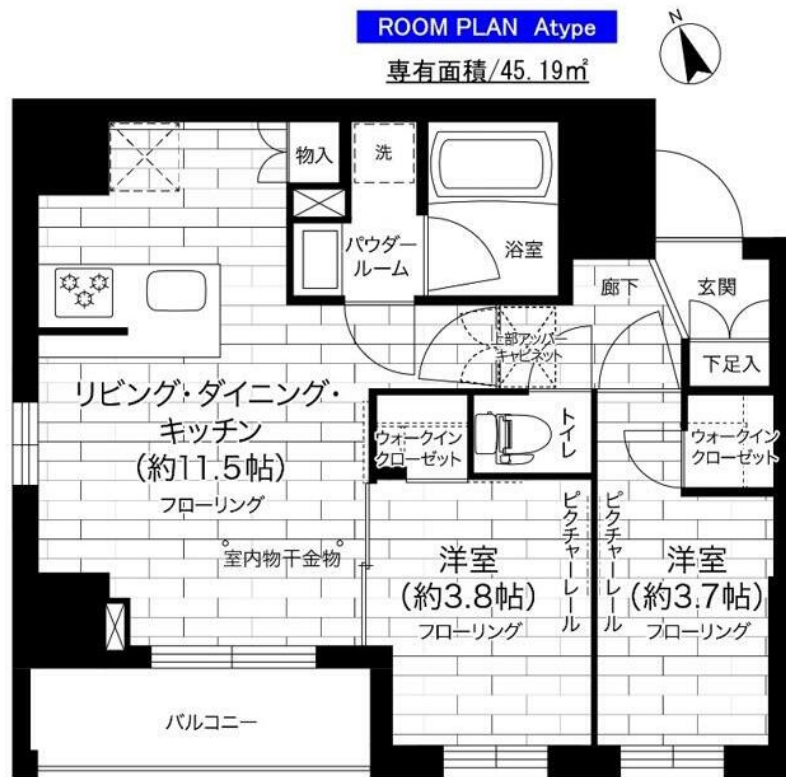 ROOM PLAN Atype
N
専有面積/45.19㎡
物入
洗
パウダー
ルーム
浴室
廊下
玄関
上部アッパー
キャビネット
下足入
リビング・ダイニング・
キッチン
(約11.5帖)
フローリング
室内物干金物
ウォークイン
クローゼット
トイレ
ウォークイン
クローゼット
洋室
(約3.8帖)
フローリング
ピクチャーレール
ピクチャーレール
洋室
(約3.7帖)
フローリング
バルコニー